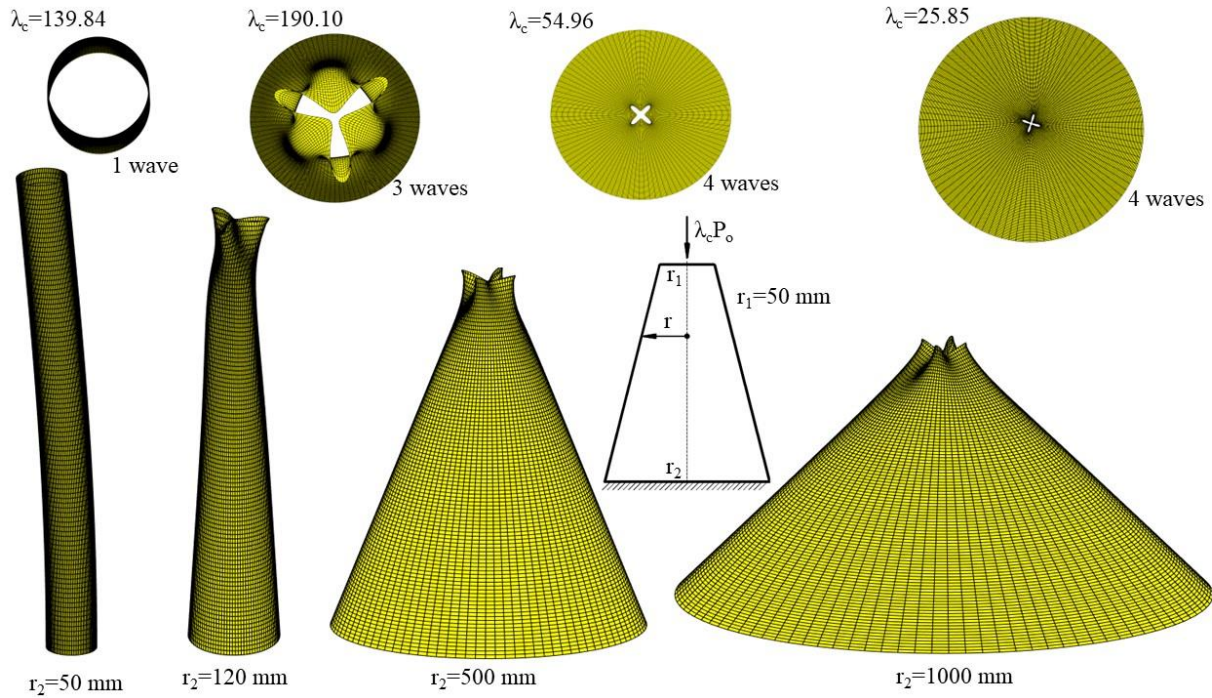 λc=139.84
λc=190.10
λc=54.96
λc=25.85
1 wave
3 waves
4 waves
4 waves
λcPo
r1
r1=50 mm
r
r2
r2=50 mm
r2=120 mm
r2=500 mm
r2=1000 mm